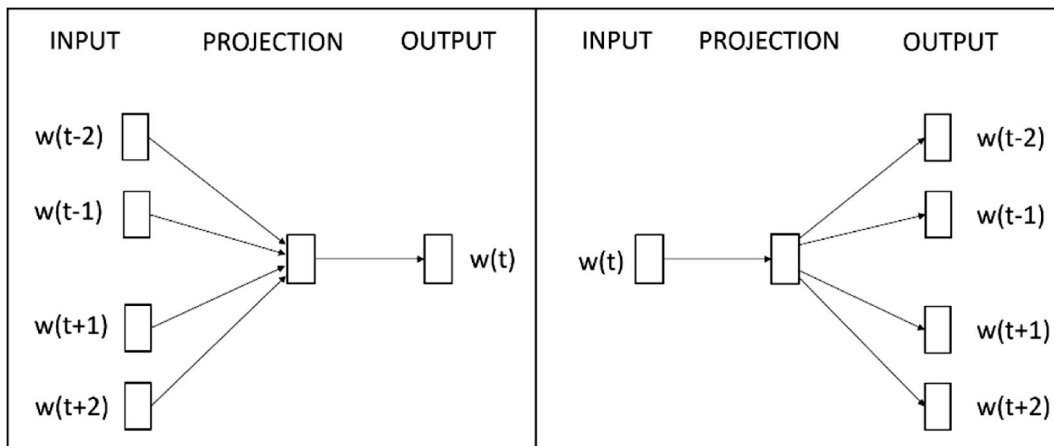 INPUT PROJECTION OUTPUT
w(t-2)
w(t-1)
w(t)
w(t+1)
w(t+2)
INPUT PROJECTION OUTPUT
w(t-2)
w(t-1)
w(t)
w(t+1)
w(t+2)